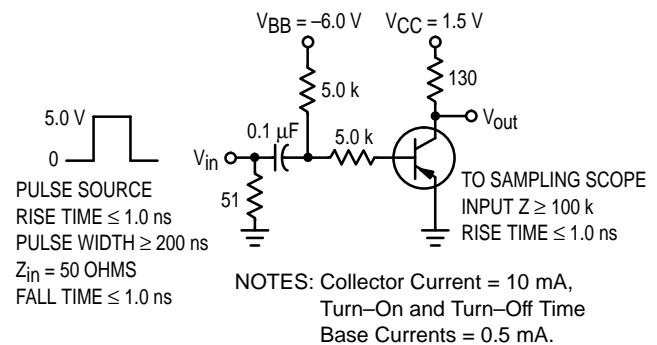 V_BB = –6.0 V
V_CC = 1.5 V
5.0 k
130
5.0 V
0
0.1 µF
V_in
5.0 k
V_out
51
PULSE SOURCE
RISE TIME ≤ 1.0 ns
PULSE WIDTH ≥ 200 ns
Z_in = 50 OHMS
FALL TIME ≤ 1.0 ns
TO SAMPLING SCOPE
INPUT Z ≥ 100 k
RISE TIME ≤ 1.0 ns
NOTES: Collector Current = 10 mA,
Turn–On and Turn–Off Time
Base Currents = 0.5 mA.